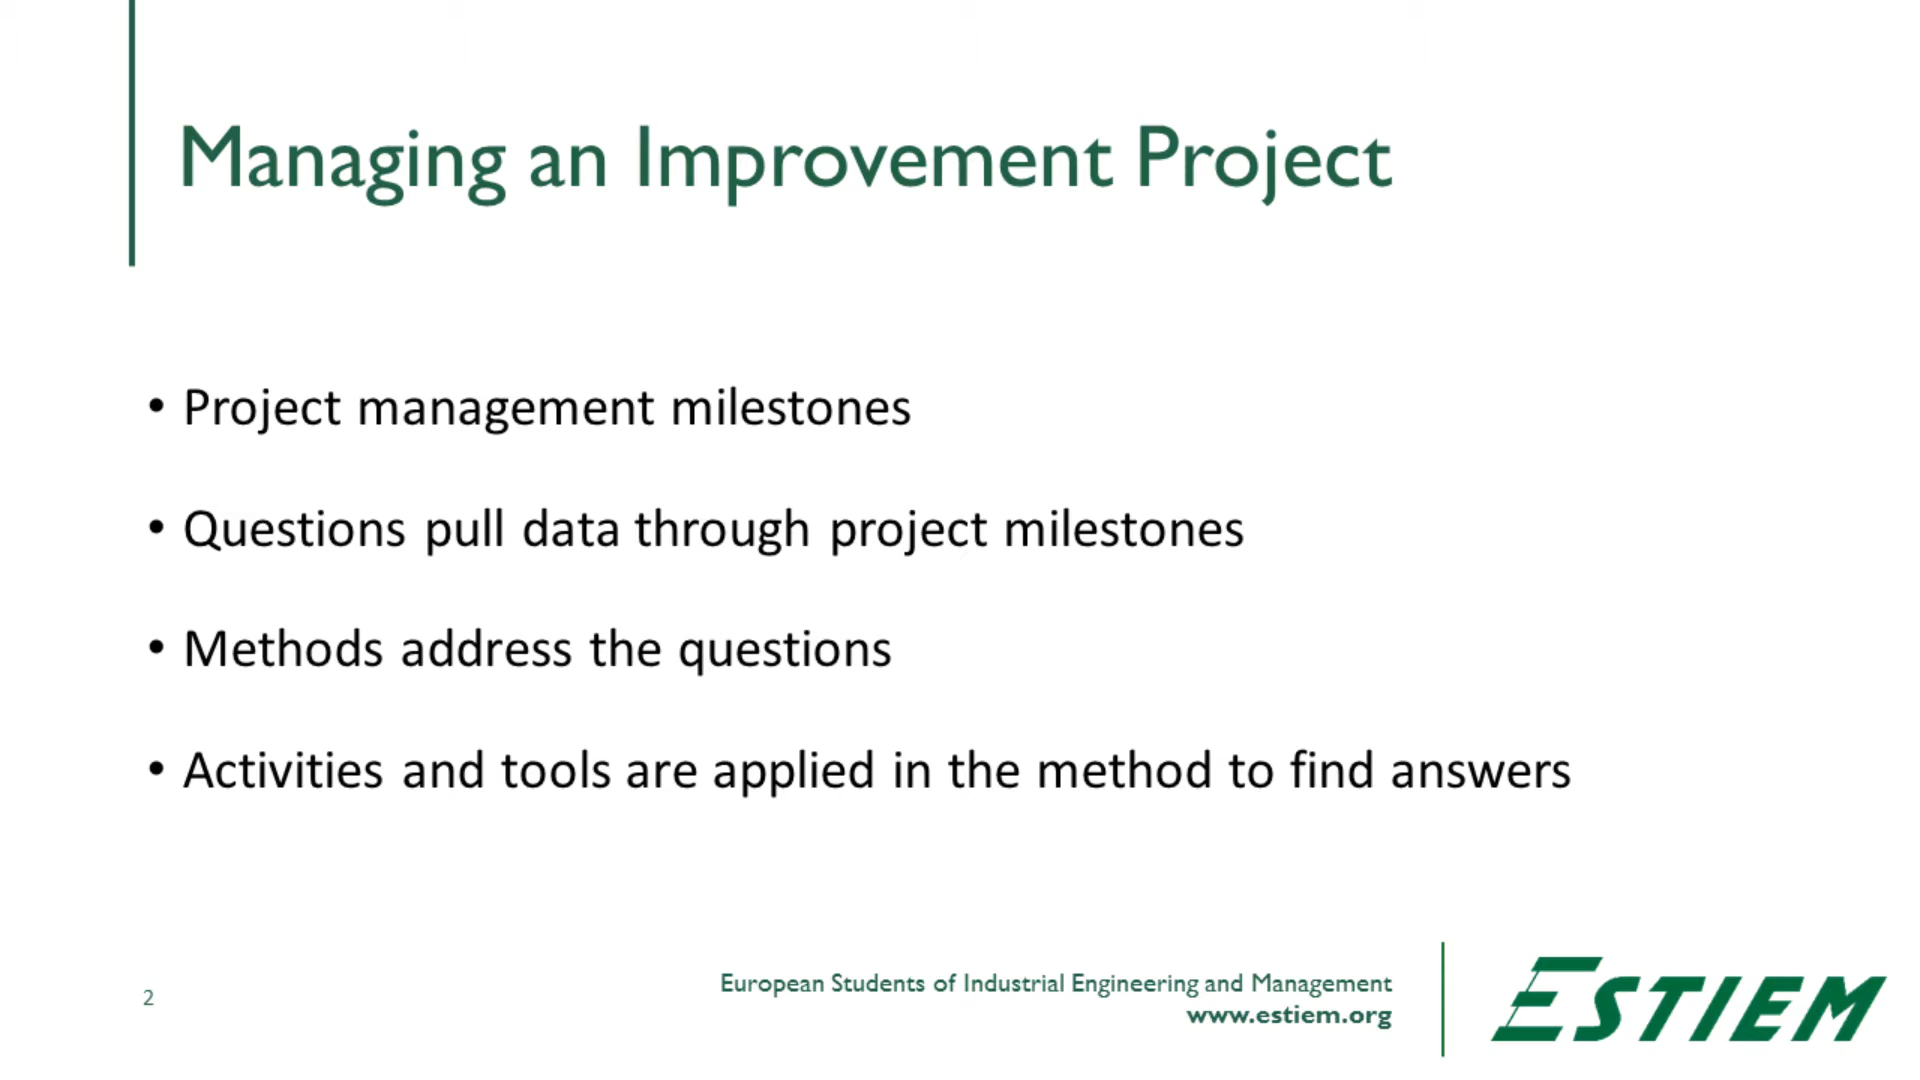 Managing an Improvement Project
• Project management milestones
• Questions pull data through project milestones
• Methods address the questions
• Activities and tools are applied in the method to find answers
2
European Students of Industrial Engineering and Management
www.estiem.org
ESTIEM